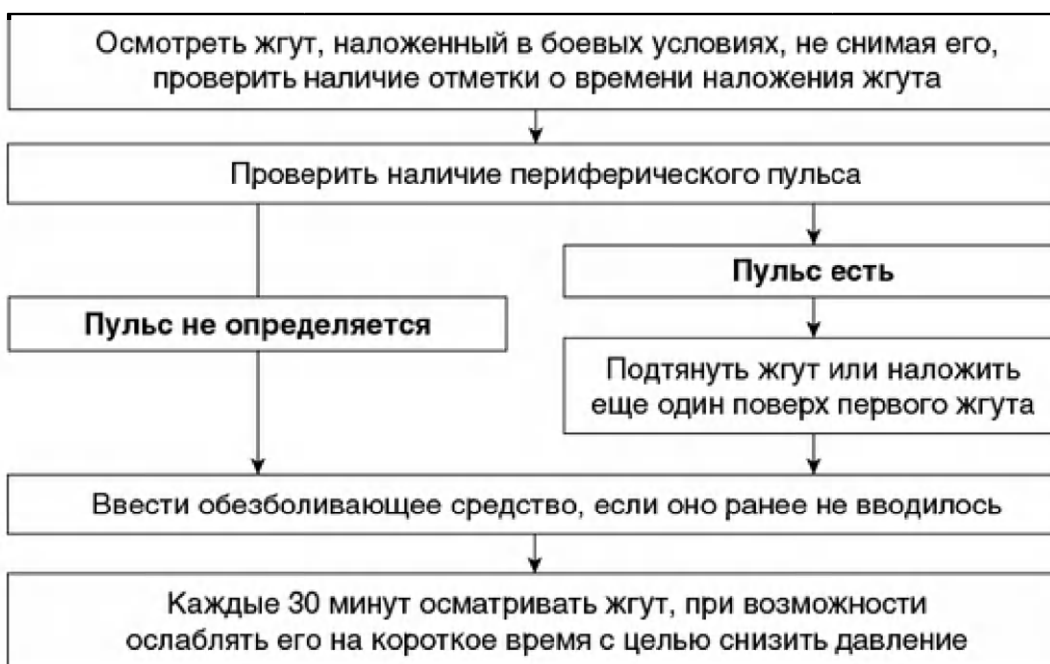 Осмотреть жгут, наложенный в боевых условиях, не снимая его,
проверить наличие отметки о времени наложения жгута
Проверить наличие периферического пульса
Пульс есть
Пульс не определяется
Подтянуть жгут или наложить
еще один поверх первого жгута
Ввести обезболивающее средство, если оно ранее не вводилось
Каждые 30 минут осматривать жгут, при возможности
ослаблять его на короткое время с целью снизить давление